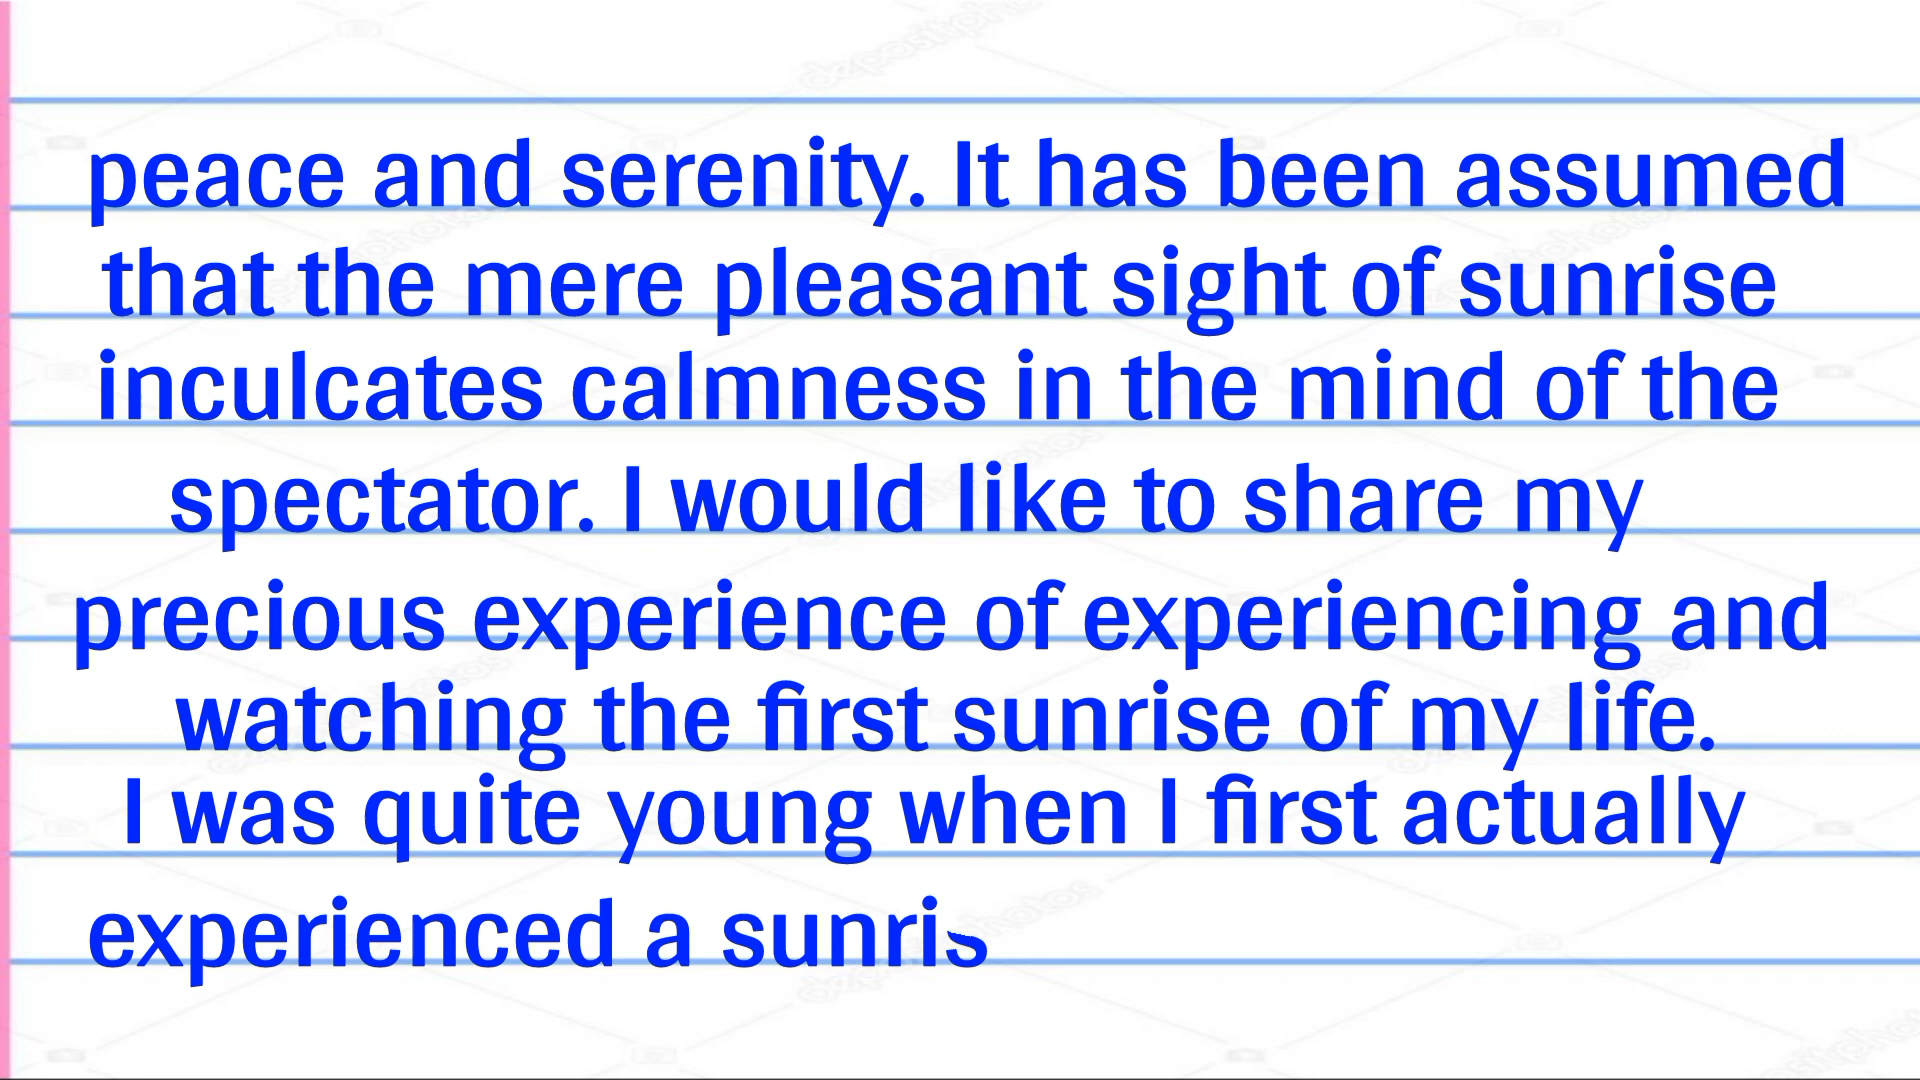 peace and serenity. It has been assumed
that the mere pleasant sight of sunrise
inculcates calmness in the mind of the
spectator. I would like to share my
precious experience of experiencing and
watching the first sunrise of my life.
I was quite young when I first actually
experienced a sunris